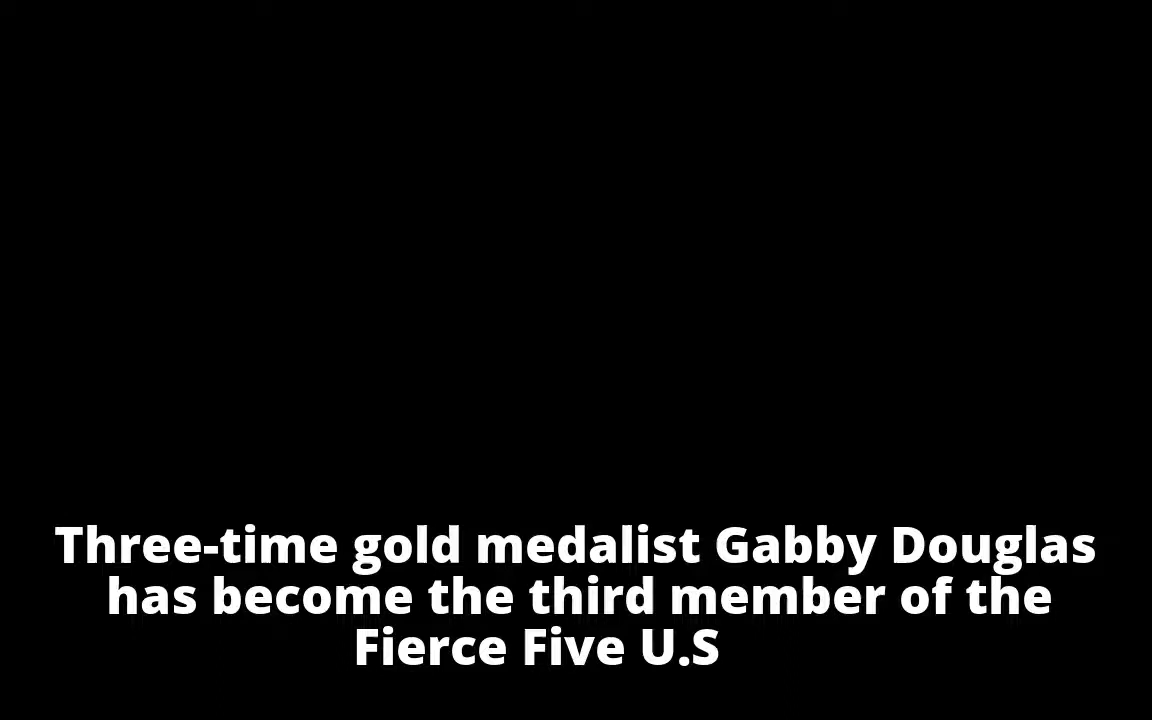 Three-time gold medalist Gabby Douglas
has become the third member of the
Fierce Five U.S